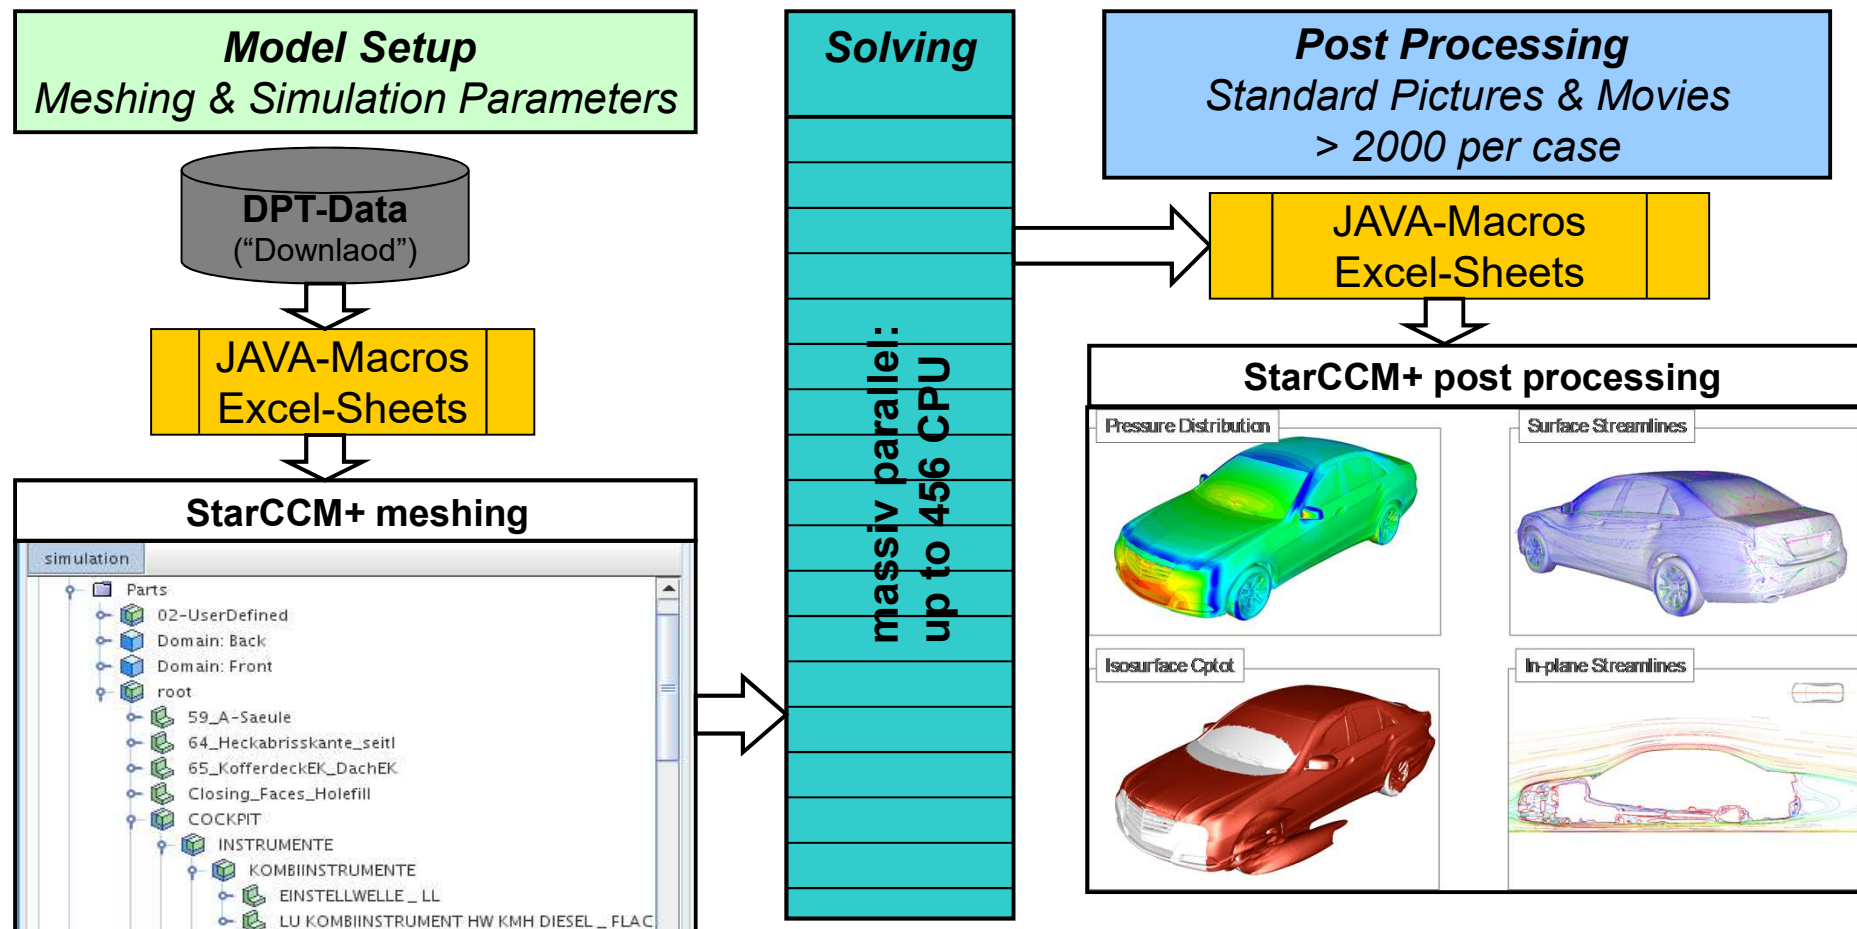 Model Setup
Meshing & Simulation Parameters
DPT-Data
(“Downlaod”)
JAVA-Macros
Excel-Sheets
StarCCM+ meshing
simulation
Parts
02-UserDefined
Domain: Back
Domain: Front
root
59_A-Saeule
64_Heckabrisskante_seitl
65_KofferdeckEK_DachEK
Closing_Faces_Holefill
COCKPIT
INSTRUMENTE
KOMBIINSTRUMENTE
EINSTELLWELLE _ LL
LU KOMBIINSTRUMENT HW KMH DIESEL _ FLAC
Solving
massiv parallel:
up to 456 CPU
Post Processing
Standard Pictures & Movies
> 2000 per case
JAVA-Macros
Excel-Sheets
StarCCM+ post processing
Pressure Distribution
Surface Streamlines
Isosurface Cptot
In-plane Streamlines